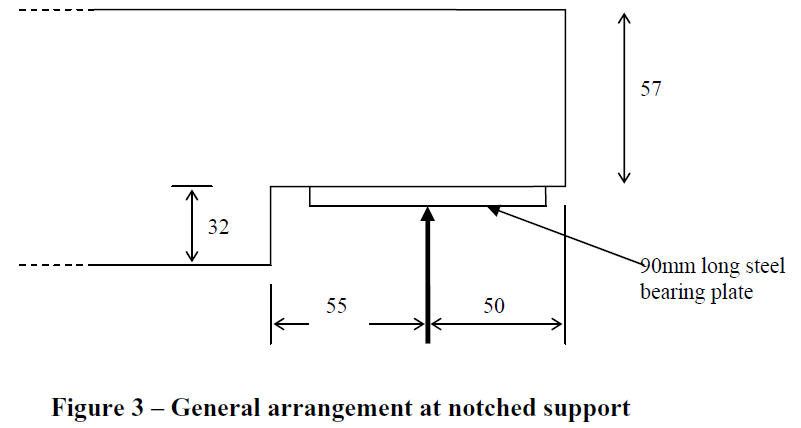 57
32
90mm long steel
bearing plate
55
50
Figure 3 – General arrangement at notched support